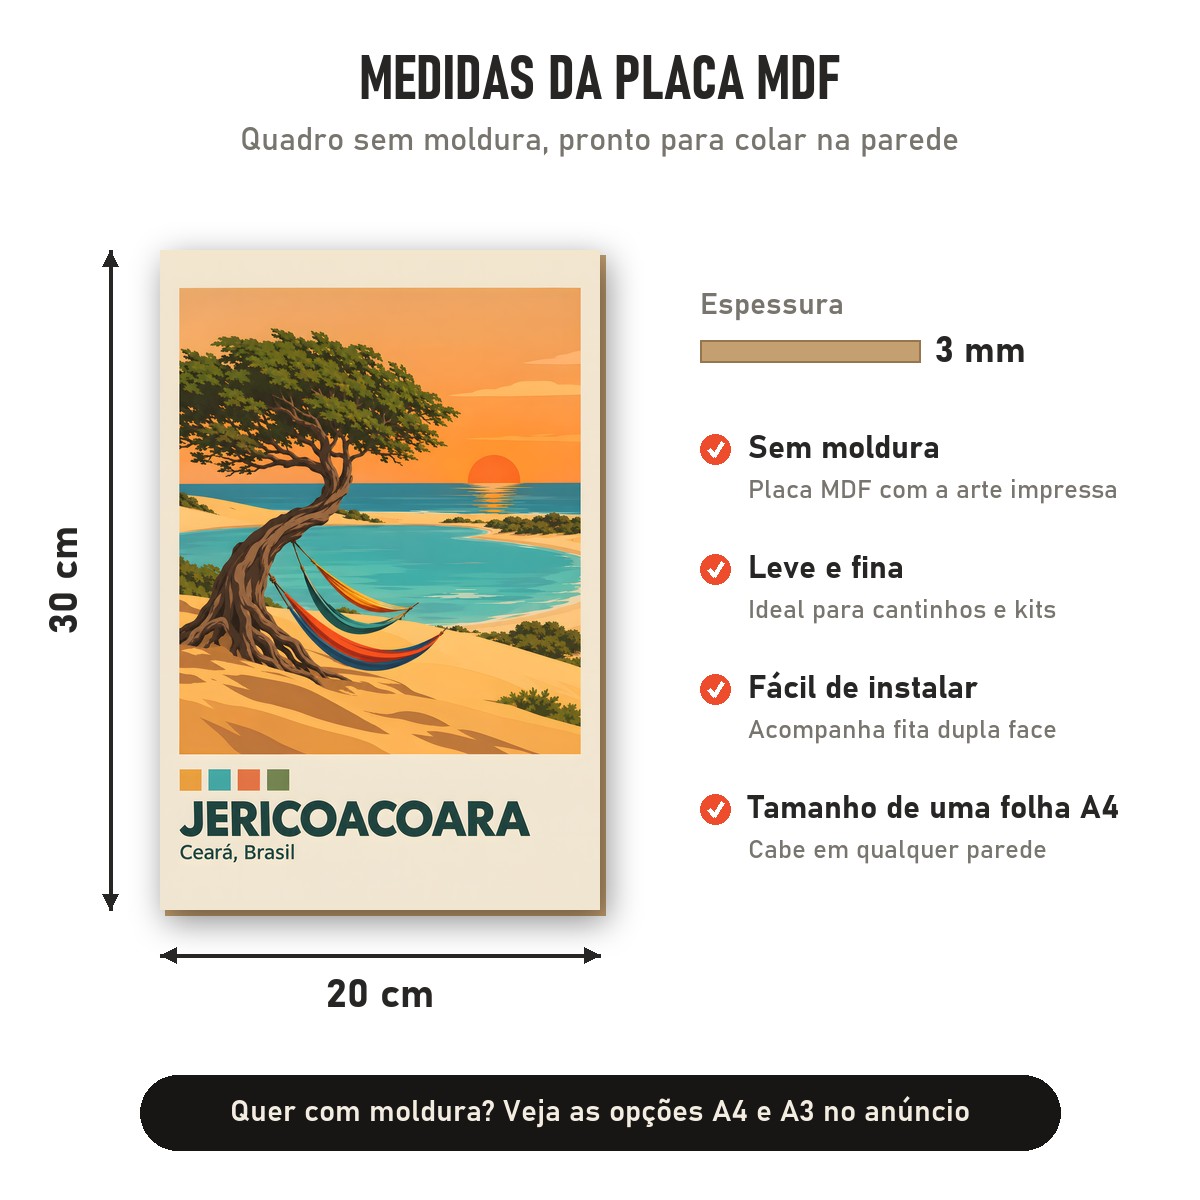 MEDIDAS DA PLACA MDF
Quadro sem moldura, pronto para colar na parede
30 cm
JERICOACOARA
Ceará, Brasil
20 cm
Espessura
3 mm
Sem moldura
Placa MDF com a arte impressa
Leve e fina
Ideal para cantinhos e kits
Fácil de instalar
Acompanha fita dupla face
Tamanho de uma folha A4
Cabe em qualquer parede
Quer com moldura? Veja as opções A4 e A3 no anúncio